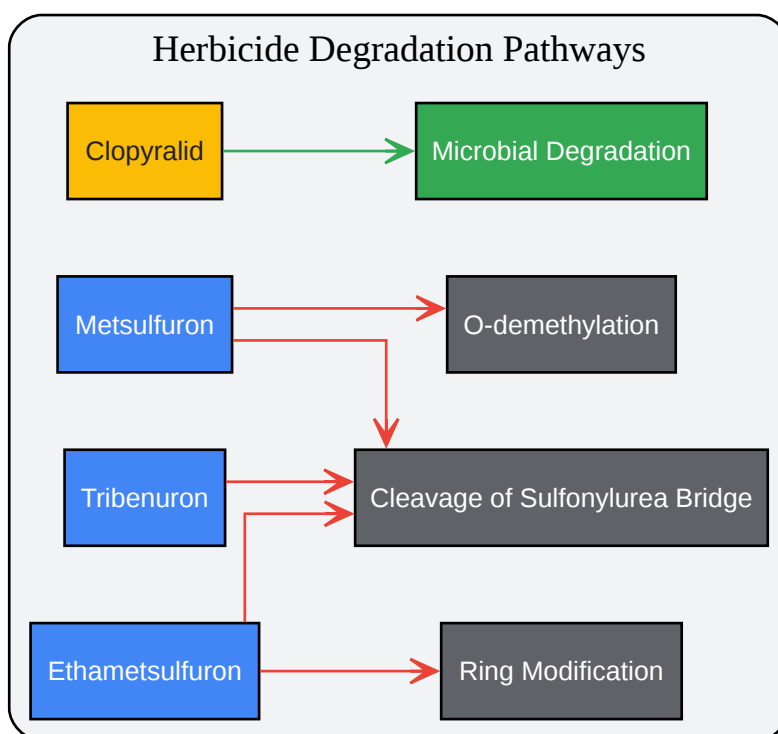 Herbicide Degradation Pathways
Clopyralid
Microbial Degradation
Metsulfuron
O-demethylation
Tribenuron
Cleavage of Sulfonylurea Bridge
Ethametsulfuron
Ring Modification